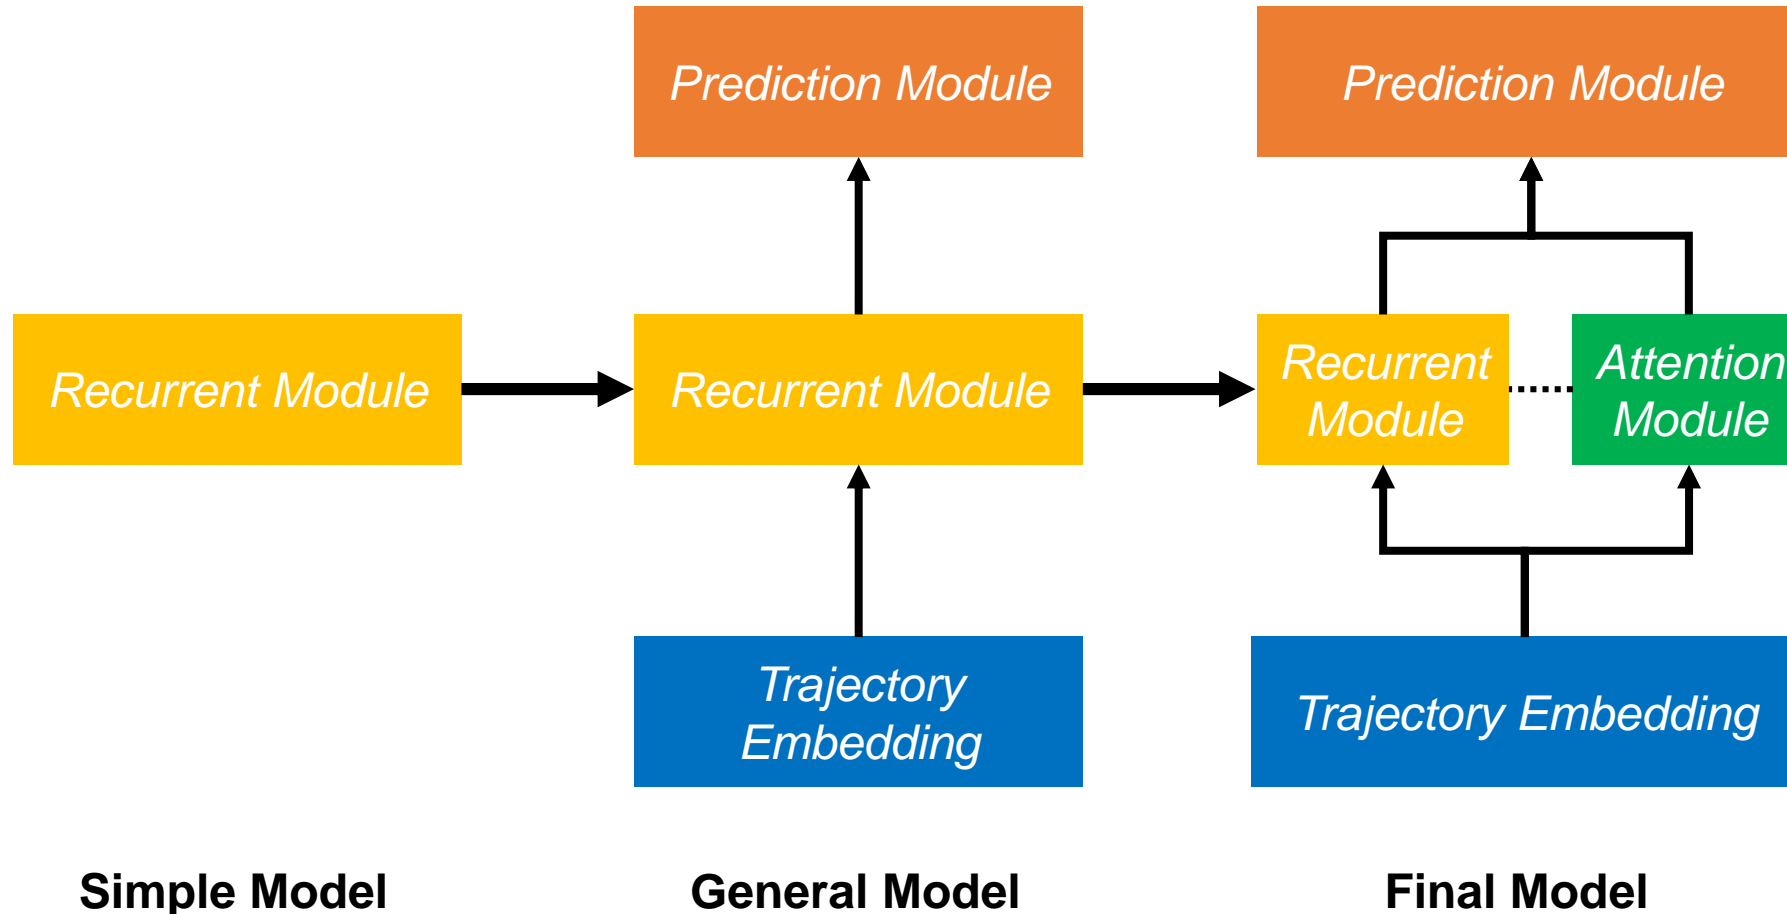 Prediction Module
Prediction Module
Recurrent Module
Recurrent Module
Recurrent
Module
Attention
Module
Trajectory
Embedding
Trajectory Embedding
Simple Model
General Model
Final Model